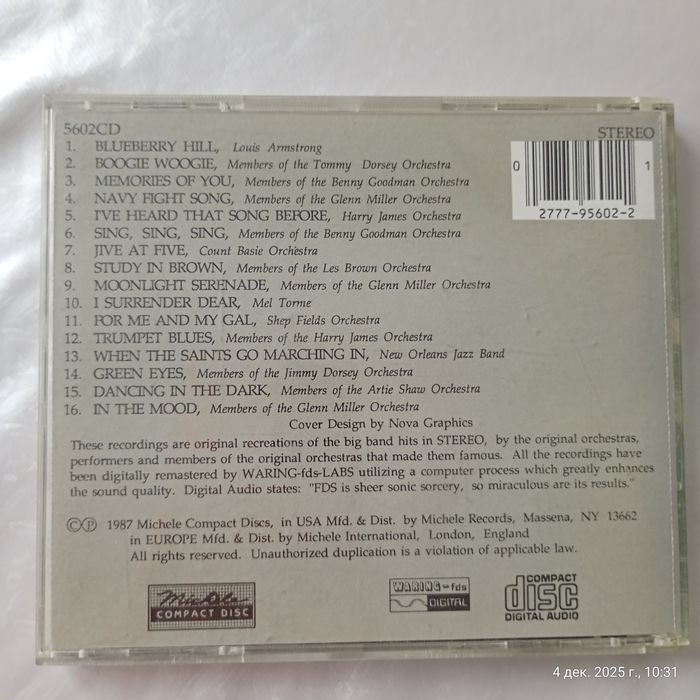 5602CD
STEREO
1. BLUEBERRY HILL, Louis Armstrong
2. BOOGIE WOOGIE, Members of the Tommy Dorsey Orchestra
3. MEMORIES OF YOU, Members of the Benny Goodman Orchestra
4. NAVY FIGHT SONG, Members of the Glenn Miller Orchestra
5. I'VE HEARD THAT SONG BEFORE, Harry James Orchestra
6. SING, SING, SING, Members of the Benny Goodman Orchestra
7. JIVE AT FIVE, Count Basie Orchestra
8. STUDY IN BROWN, Members of the Les Brown Orchestra
9. MOONLIGHT SERENADE, Members of the Glenn Miller Orchestra
10. I SURRENDER DEAR, Mel Torme
11. FOR ME AND MY GAL, Shep Fields Orchestra
12. TRUMPET BLUES, Members of the Harry James Orchestra
13. WHEN THE SAINTS GO MARCHING IN, New Orleans Jazz Band
14. GREEN EYES, Members of the Jimmy Dorsey Orchestra
15. DANCING IN THE DARK, Members of the Artie Shaw Orchestra
16. IN THE MOOD, Members of the Glenn Miller Orchestra
0 1
2777-95602-2
Cover Design by Nova Graphics
These recordings are original recreations of the big band hits in STEREO, by the original orchestras,
performers and members of the original orchestras that made them famous. All the recordings have
been digitally remastered by WARING-fds-LABS utilizing a computer process which greatly enhances
the sound quality. Digital Audio states: "FDS is sheer sonic sorcery, so miraculous are its results."
©℗ 1987 Michele Compact Discs, in USA Mfd. & Dist. by Michele Records, Massena, NY 13662
in EUROPE Mfd. & Dist. by Michele International, London, England
All rights reserved. Unauthorized duplication is a violation of applicable law.
Michele
COMPACT DISC
WARING-fds
DIGITAL
COMPACT
disc
DIGITAL AUDIO
4 дек. 2025 г., 10:31